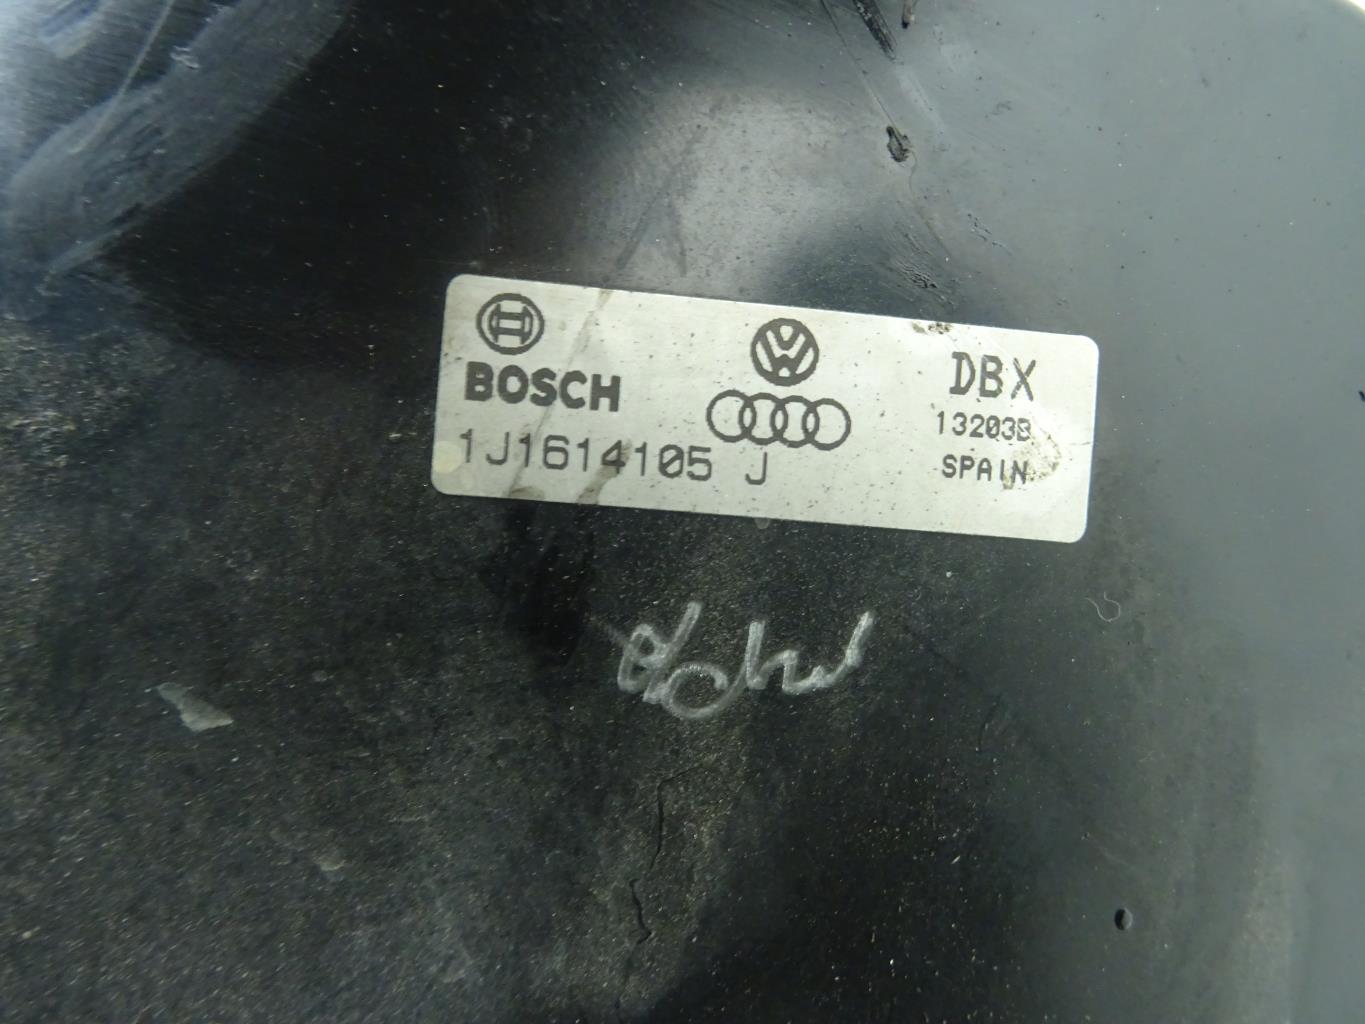 BOSCH
1J1614105 J
DBX
13203B
SPAIN